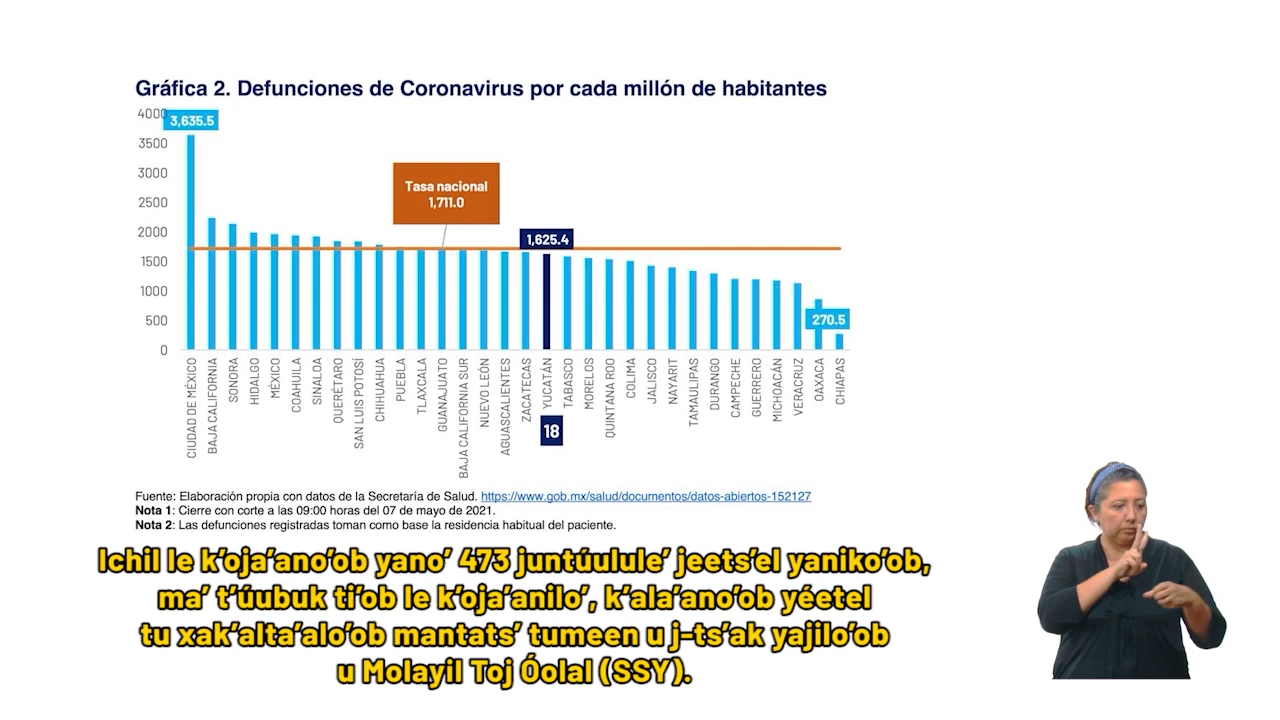 Gráfica 2. Defunciones de Coronavirus por cada millón de habitantes
4000
3,635.5
3500
3000
2500
2000
1500
1000
500
0
Tasa nacional
1,711.0
1,625.4
270.5
CIUDAD DE MÉXICO
BAJA CALIFORNIA
SONORA
HIDALGO
MÉXICO
COAHUILA
SINALOA
QUERÉTARO
SAN LUIS POTOSÍ
CHIHUAHUA
PUEBLA
TLAXCALA
GUANAJUATO
BAJA CALIFORNIA SUR
NUEVO LEÓN
AGUASCALIENTES
ZACATECAS
YUCATÁN
TABASCO
MORELOS
QUINTANA ROO
COLIMA
JALISCO
NAYARIT
TAMAULIPAS
DURANGO
CAMPECHE
GUERRERO
MICHOACÁN
VERACRUZ
OAXACA
CHIAPAS
18
Fuente: Elaboración propia con datos de la Secretaría de Salud. https://www.gob.mx/salud/documentos/datos-abiertos-152127
Nota 1: Cierre con corte a las 09:00 horas del 07 de mayo de 2021.
Nota 2: Las defunciones registradas toman como base la residencia habitual del paciente.
Ichil le k'oja'ano'ob yano' 473 juntúulule' jeets'el yaniko'ob,
ma' t'úubuk ti'ob le k'oja'anilo', k'ala'ano'ob yéetel
tu xak'alta'alo'ob mantats' tumeen u j-ts'ak yajilo'ob
u Molayil Toj Óolal (SSY).